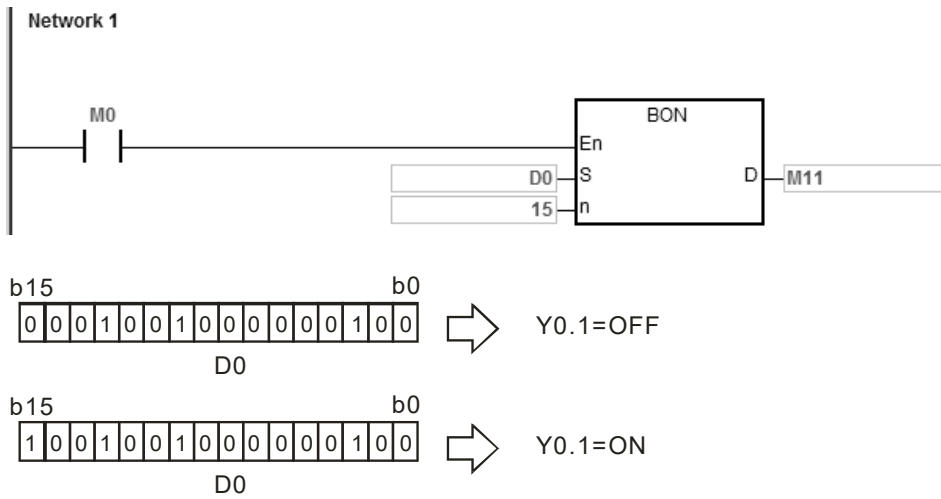 Network 1
M0
BON
En
D0 S D M11
15 n
b15 b0
0 0 0 1 0 0 1 0 0 0 0 0 0 1 0 0 Y0.1=OFF
D0
b15 b0
1 0 0 1 0 0 1 0 0 0 0 0 0 1 0 0 Y0.1=ON
D0